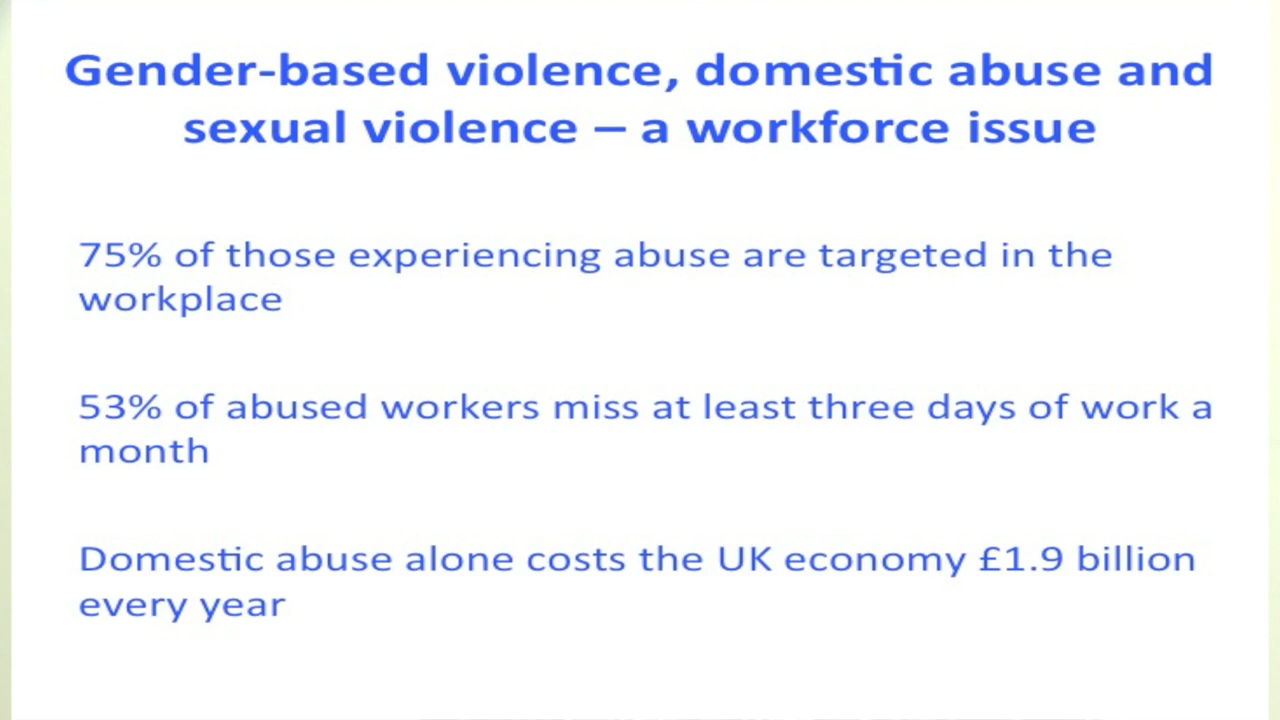 Gender-based violence, domestic abuse and
sexual violence – a workforce issue
75% of those experiencing abuse are targeted in the
workplace
53% of abused workers miss at least three days of work a
month
Domestic abuse alone costs the UK economy £1.9 billion
every year